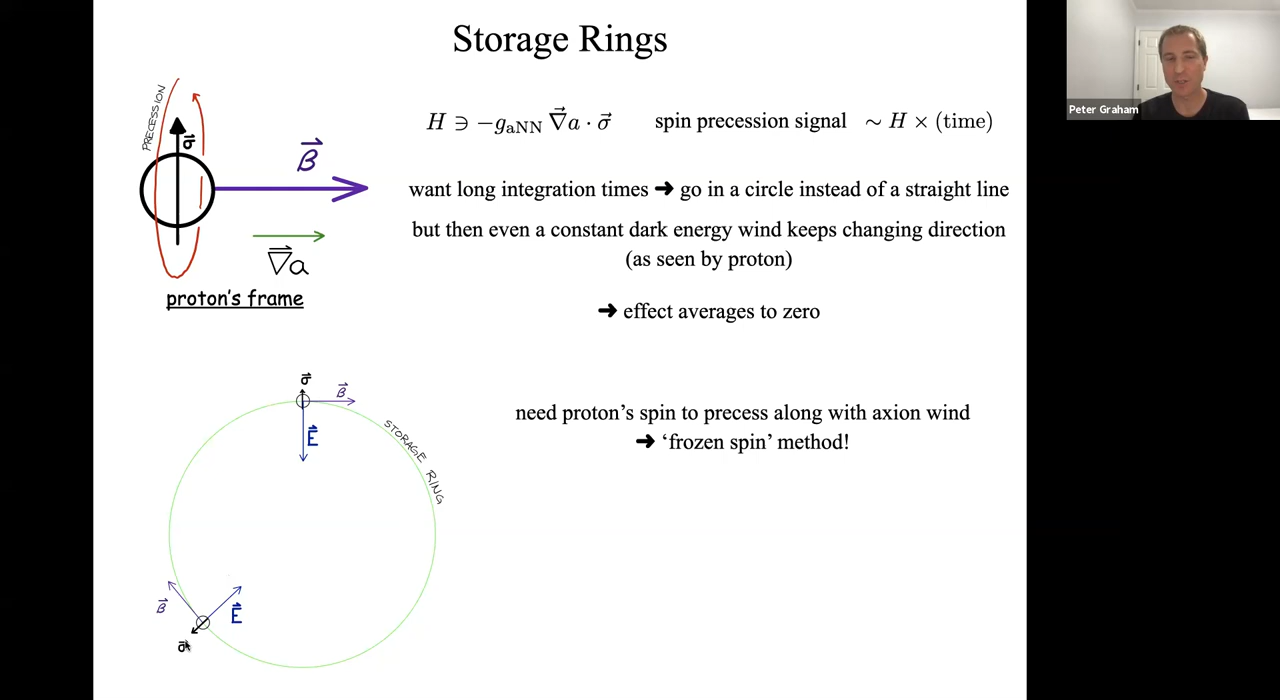 Storage Rings
Peter Graham
PRECESSION
σ⃗
β⃗
∇⃗a
proton's frame
H ∋ −g_aNN ∇⃗a · σ⃗ spin precession signal ∼ H × (time)
want long integration times ➜ go in a circle instead of a straight line
but then even a constant dark energy wind keeps changing direction
(as seen by proton)
➜ effect averages to zero
σ⃗
β⃗
E⃗
STORAGE RING
need proton's spin to precess along with axion wind
➜ 'frozen spin' method!
β⃗
E⃗
σ⃗